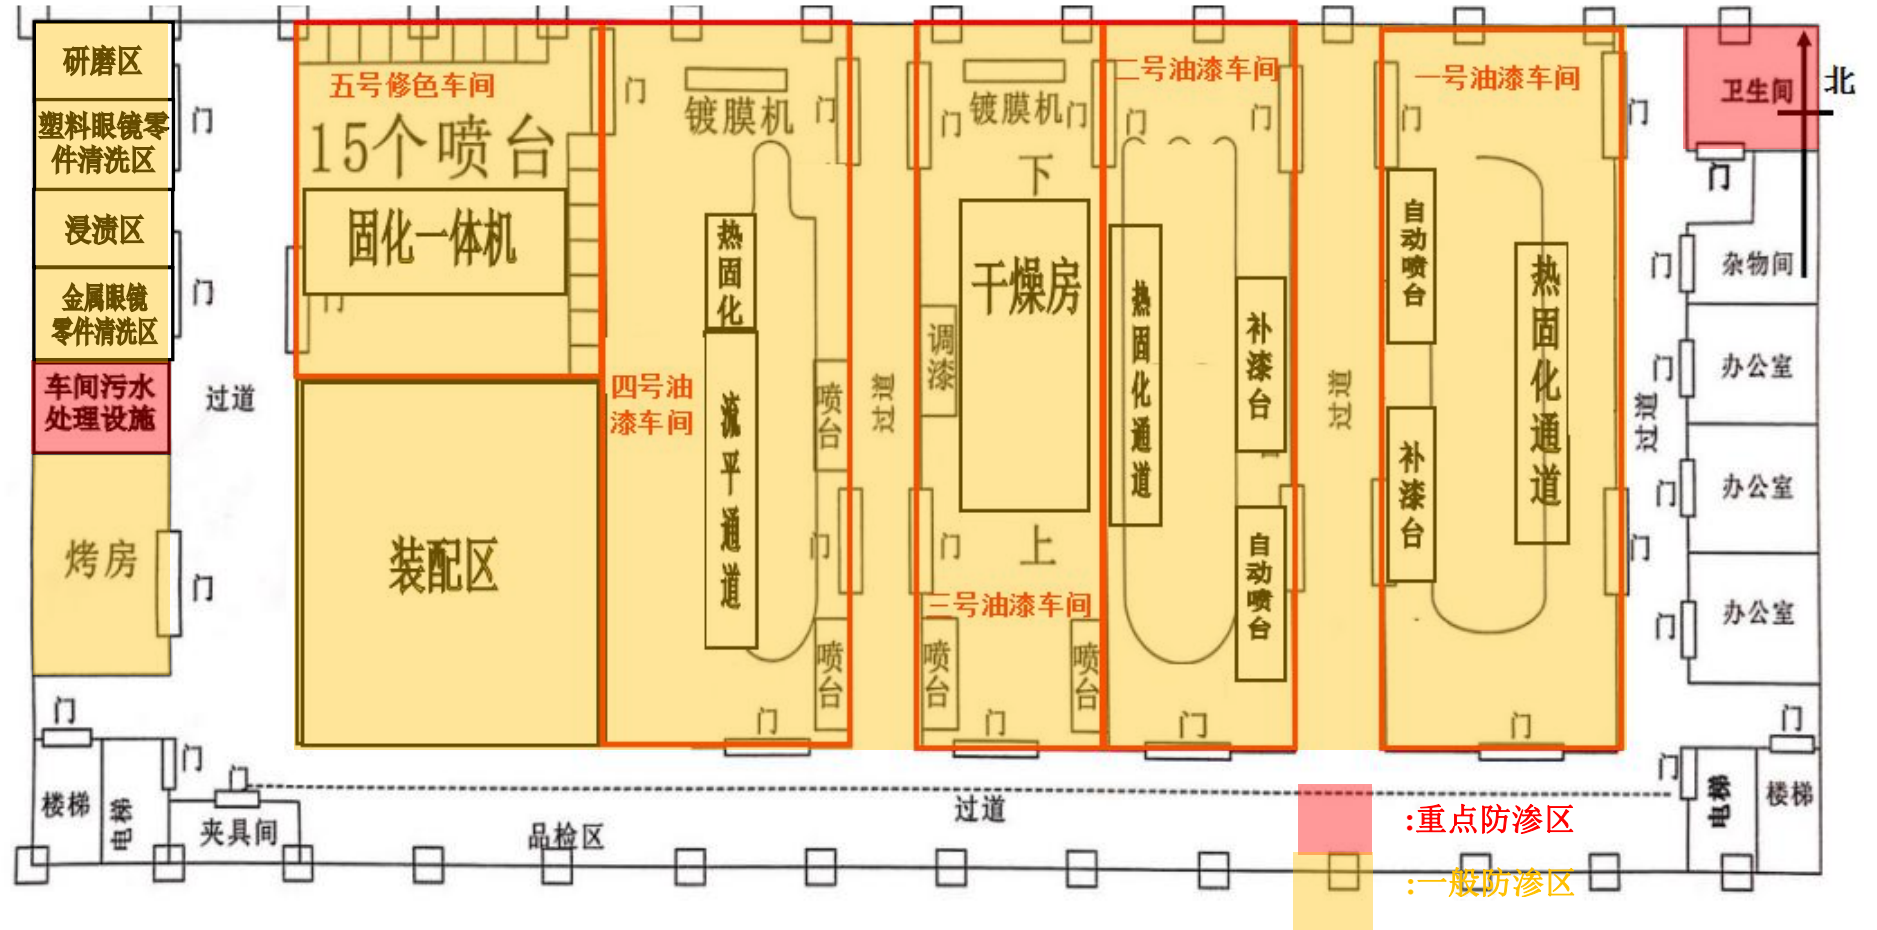 研磨区
塑料眼镜零
件清洗区
浸渍区
金属眼镜
零件清洗区
车间污水
处理设施
烤房
门
门
门
过道
五号修色车间
15个喷台
固化一体机
门
装配区
四号油
漆车间
门
镀膜机
门
热固化
流平通道
喷台
门
喷台
门
过道
门
镀膜机
门
下
干燥房
调漆
门
上
三号油漆车间
喷台
喷台
门
二号油漆车间
门
门
热固化通道
补漆台
台
自动喷台
门
过道
一号油漆车间
门
自动喷台
热固化通道
补漆台
门
门
门
过道
卫生间
北
门
门
杂物间
门
办公室
门
办公室
门
办公室
门
门
门
门
楼梯
电梯
门
夹具间
品检区
过道
门
电梯
楼梯
:重点防渗区
:一般防渗区